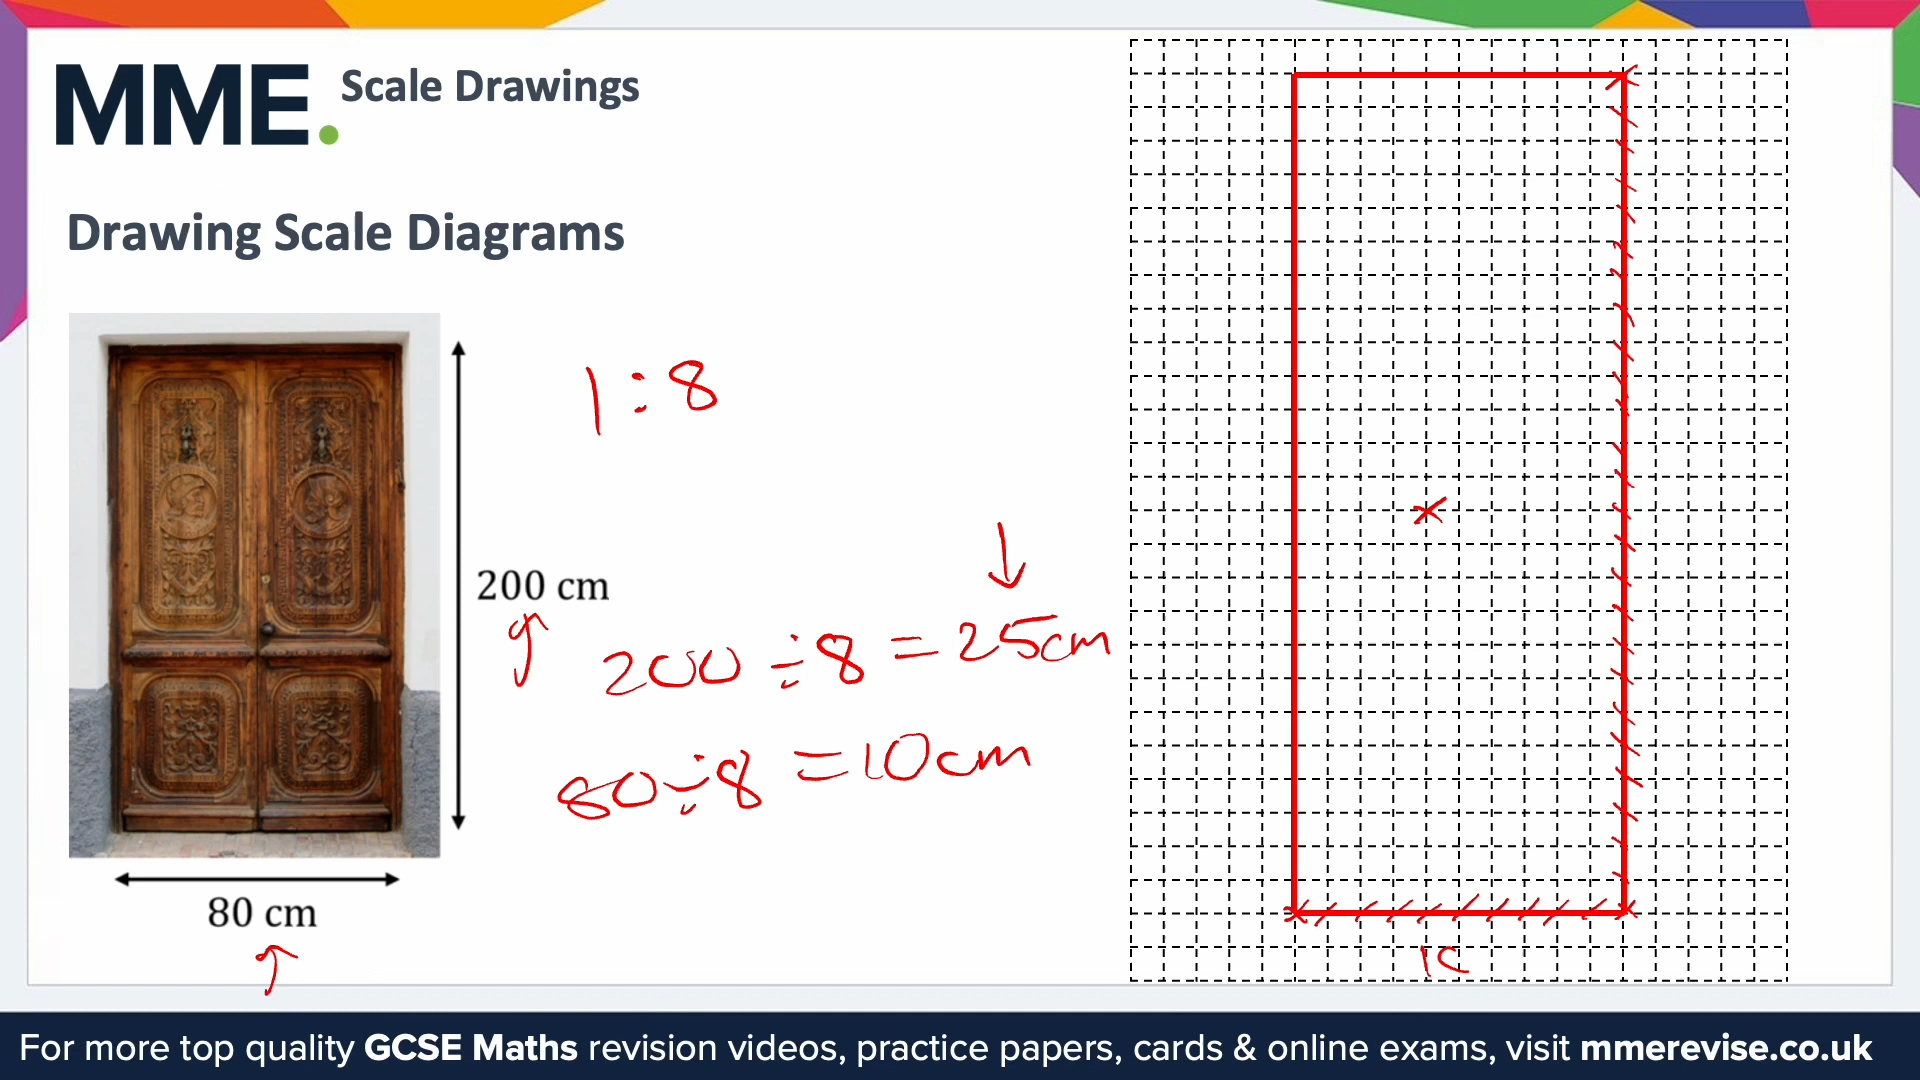 MME. Scale Drawings
Drawing Scale Diagrams
1:8
200 cm
200 ÷ 8 = 25cm
80 ÷ 8 = 10cm
80 cm
For more top quality GCSE Maths revision videos, practice papers, cards & online exams, visit mmerevise.co.uk